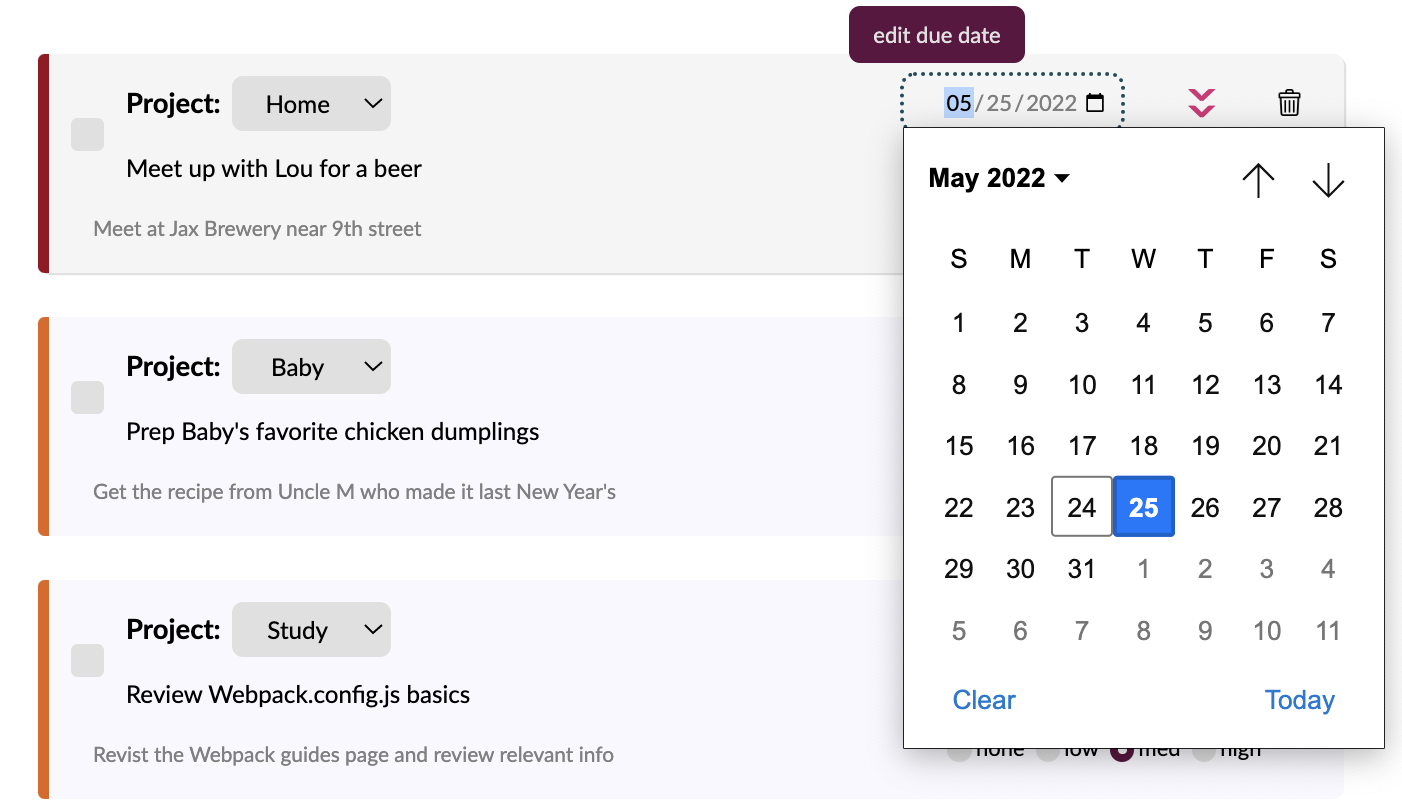 edit due date
Project: Home 05/25/2022
Meet up with Lou for a beer
Meet at Jax Brewery near 9th street
May 2022
S M T W T F S
1 2 3 4 5 6 7
8 9 10 11 12 13 14
15 16 17 18 19 20 21
22 23 24 25 26 27 28
29 30 31 1 2 3 4
5 6 7 8 9 10 11
Clear Today
Project: Baby
Prep Baby's favorite chicken dumplings
Get the recipe from Uncle M who made it last New Year's
Project: Study
Review Webpack.config.js basics
Revist the Webpack guides page and review relevant info
none low med high